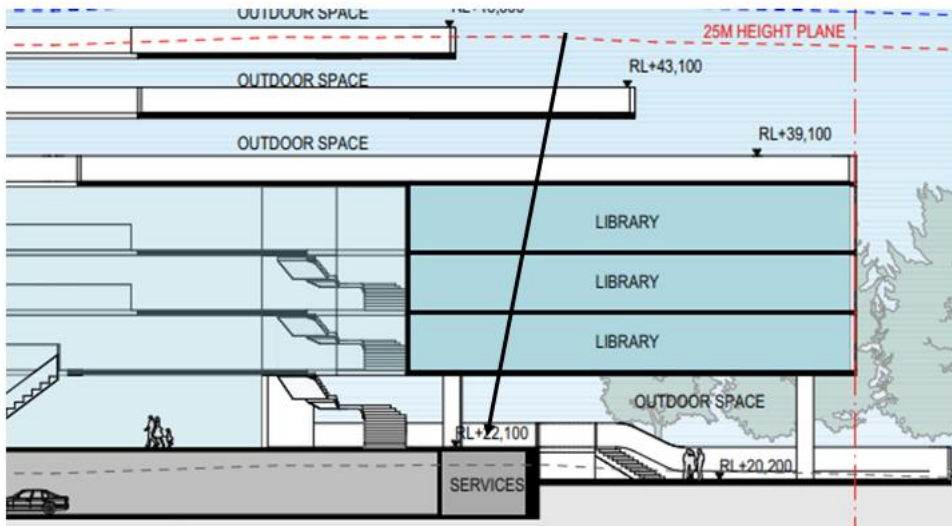 OUTDOOR SPACE
25M HEIGHT PLANE
RL+43,100
OUTDOOR SPACE
RL+39,100
OUTDOOR SPACE
LIBRARY
LIBRARY
LIBRARY
OUTDOOR SPACE
RL+22,100
RL+20,200
SERVICES